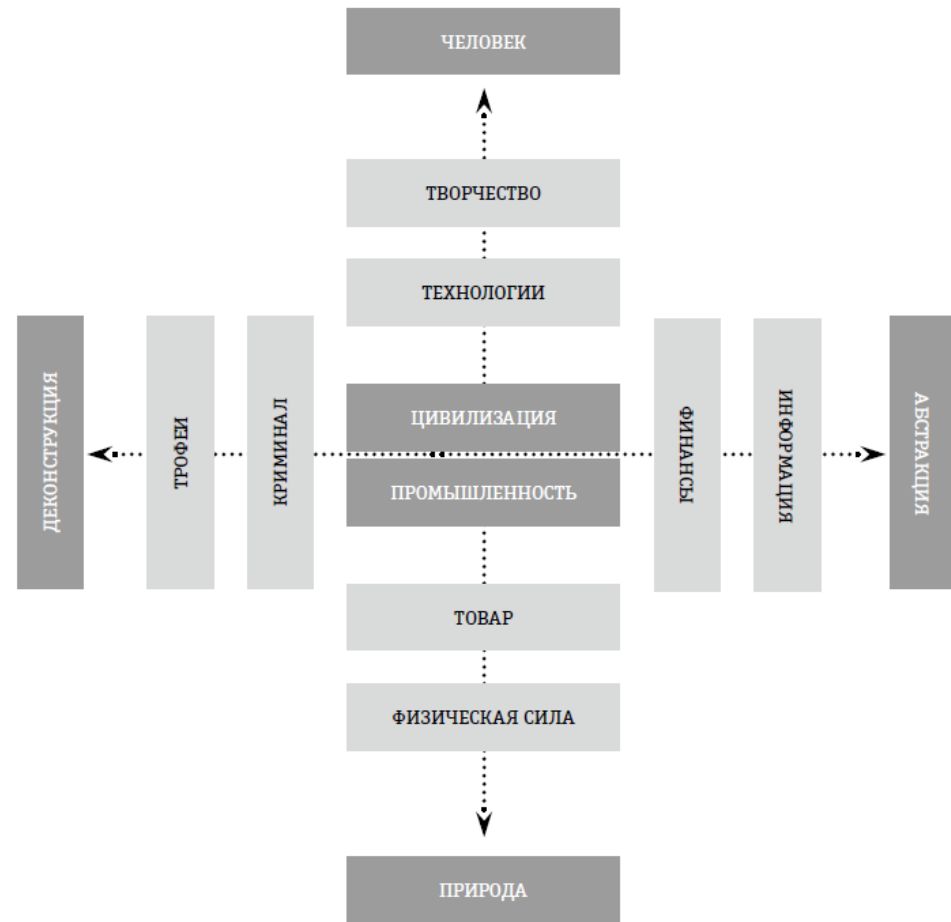 ЧЕЛОВЕК
ТВОРЧЕСТВО
ТЕХНОЛОГИИ
ДЕКОНСТРУКЦИЯ
ТРОФЕИ
КРИМИНАЛ
ЦИВИЛИЗАЦИЯ
ПРОМЫШЛЕННОСТЬ
ФИНАНСЫ
ИНФОРМАЦИЯ
АБСТРАКЦИЯ
ТОВАР
ФИЗИЧЕСКАЯ СИЛА
ПРИРОДА